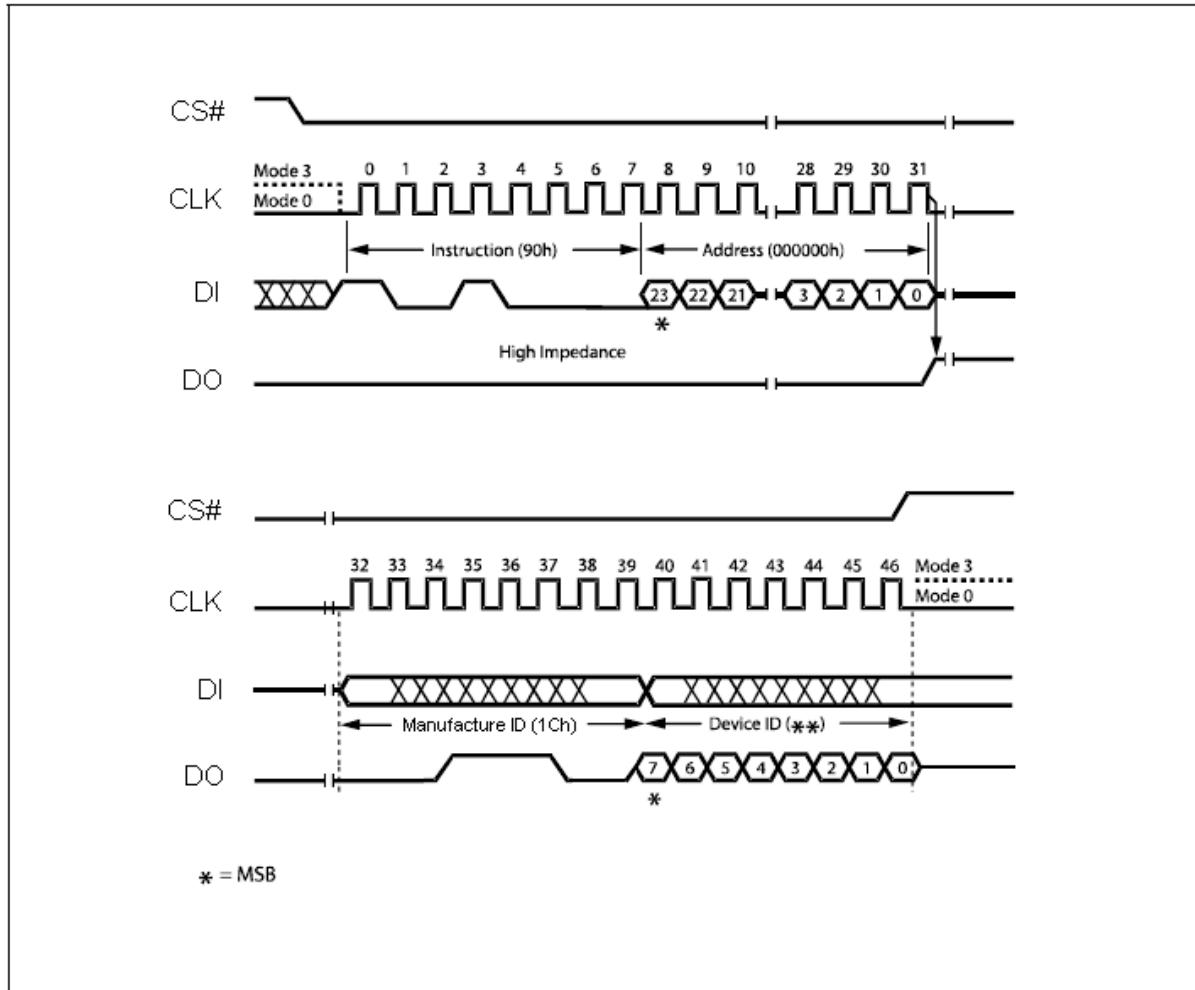 CS#
Mode 3
0 1 2 3 4 5 6 7 8 9 10 28 29 30 31
CLK
Mode 0
Instruction (90h) Address (000000h)
DI 23 22 21 3 2 1 0
*
High Impedance
DO
CS#
32 33 34 35 36 37 38 39 40 41 42 43 44 45 46 Mode 3
CLK Mode 0
DI
Manufacture ID (1Ch) Device ID (**)
DO 7 6 5 4 3 2 1 0
*
* = MSB